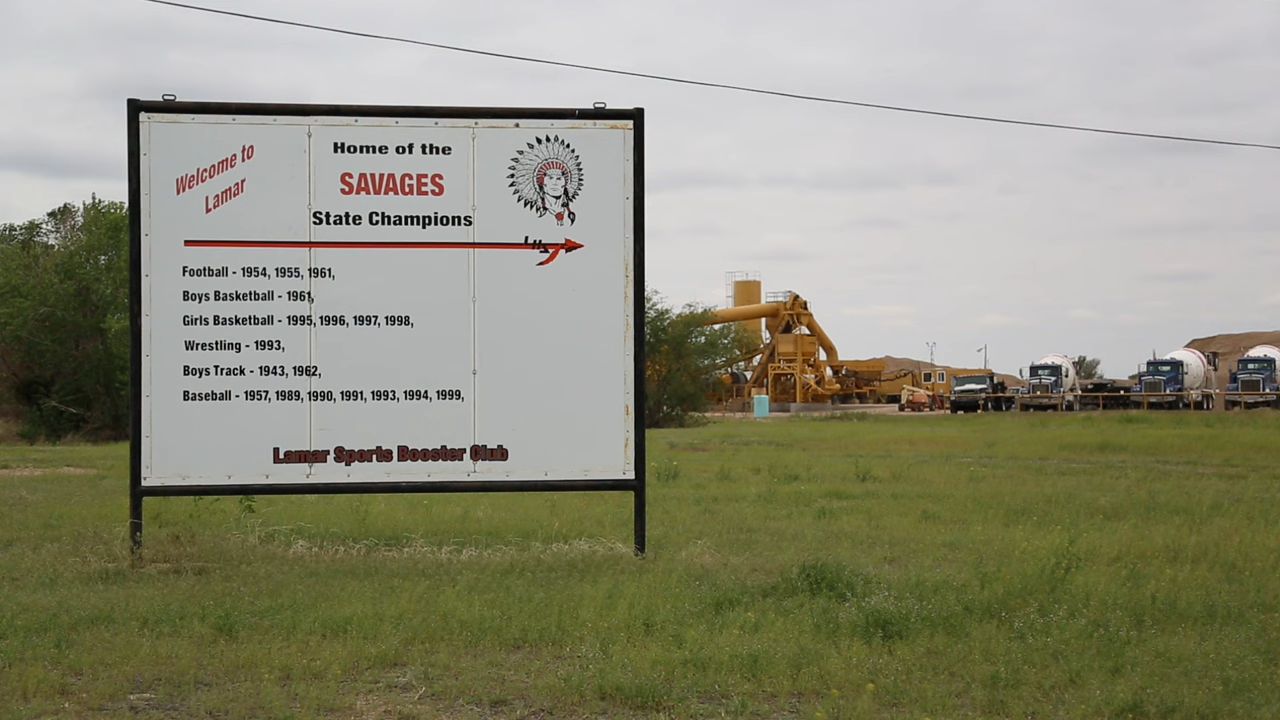 Welcome to
Lamar
Home of the
SAVAGES
State Champions
Football - 1954, 1955, 1961,
Boys Basketball - 1961,
Girls Basketball - 1995, 1996, 1997, 1998,
Wrestling - 1993,
Boys Track - 1943, 1962,
Baseball - 1957, 1989, 1990, 1991, 1993, 1994, 1999,
Lamar Sports Booster Club